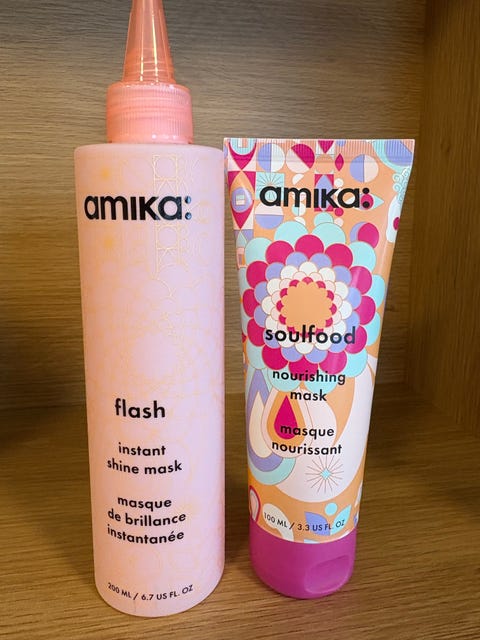 amika:
flash
instant
shine mask
masque
de brillance
instantanée
200 ML / 6.7 US FL. OZ
amika:
soulfood
nourishing
mask
masque
nourissant
100 ML / 3.3 US FL. OZ